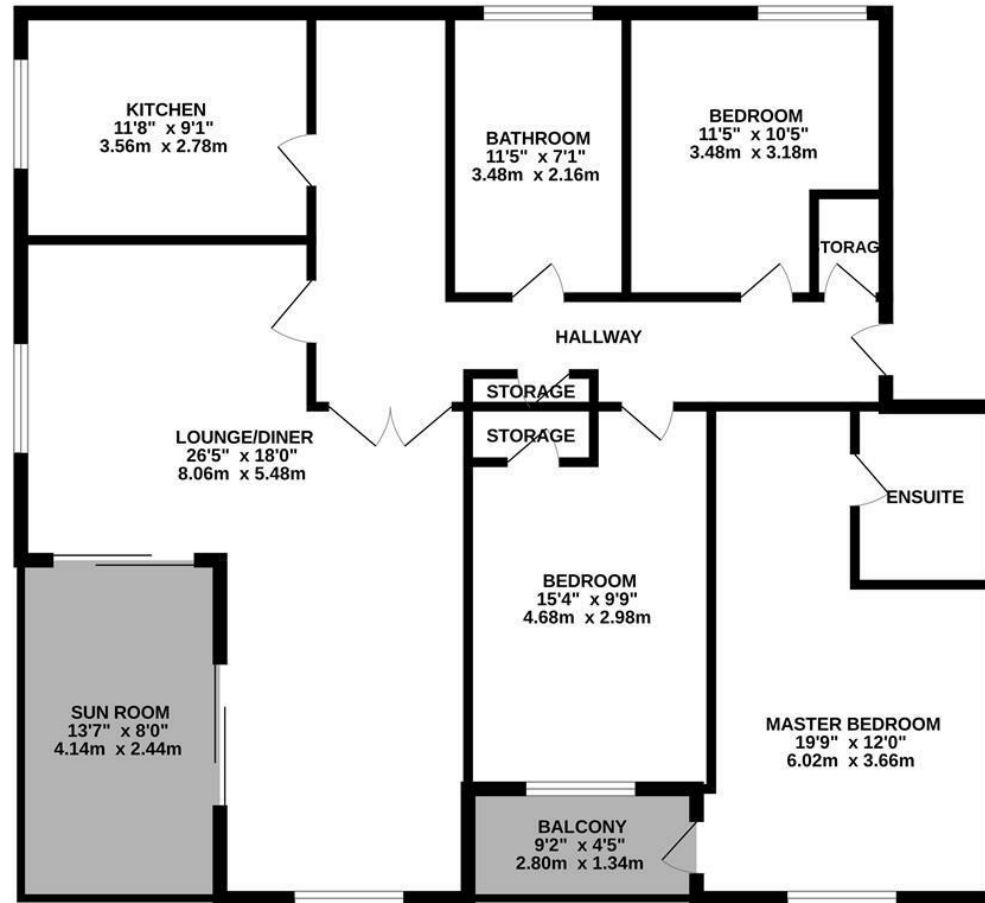 KITCHEN
11'8" x 9'1"
3.56m x 2.78m
BATHROOM
11'5" x 7'1"
3.48m x 2.16m
BEDROOM
11'5" x 10'5"
3.48m x 3.18m
TORAG
HALLWAY
STORAGE
STORAGE
LOUNGE/DINER
26'5" x 18'0"
8.06m x 5.48m
ENSUITE
BEDROOM
15'4" x 9'9"
4.68m x 2.98m
SUN ROOM
13'7" x 8'0"
4.14m x 2.44m
MASTER BEDROOM
19'9" x 12'0"
6.02m x 3.66m
BALCONY
9'2" x 4'5"
2.80m x 1.34m